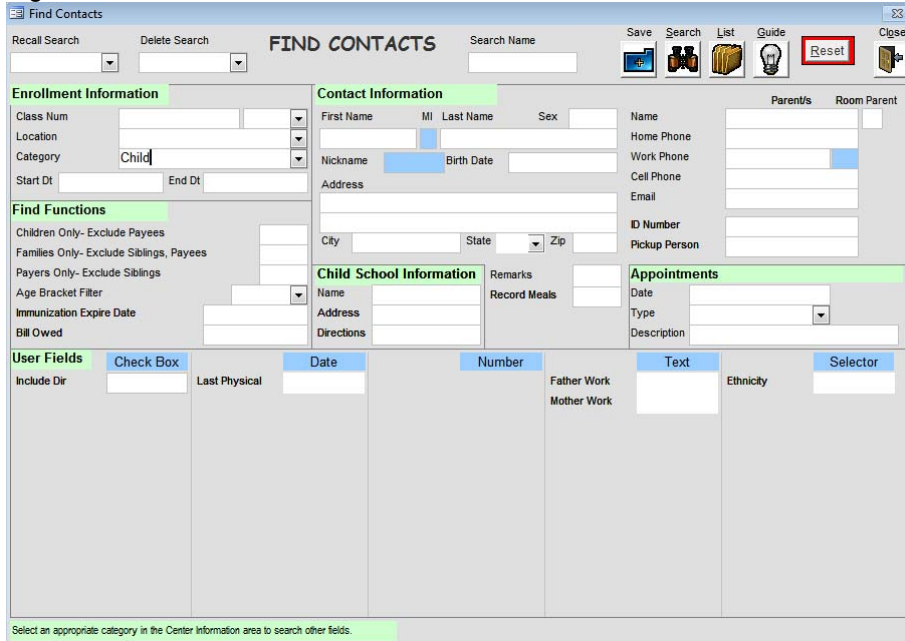 Find Contacts
Recall Search Delete Search FIND CONTACTS Search Name Save Search List Guide Reset Close
Enrollment Information
Class Num
Location
Category Child
Start Dt End Dt
Find Functions
Children Only- Exclude Payees
Families Only- Exclude Siblings, Payees
Payers Only- Exclude Siblings
Age Bracket Filter
Immunization Expire Date
Bill Owed
Contact Information
First Name MI Last Name Sex
Nickname Birth Date
Address
City State Zip
Parent/s Room Parent
Name
Home Phone
Work Phone
Cell Phone
Email
ID Number
Pickup Person
Child School Information
Name
Address
Directions
Remarks
Record Meals
Appointments
Date
Type
Description
User Fields Check Box Date Number Text Selector
Include Dir Last Physical Father Work Ethnicity
Mother Work
Select an appropriate category in the Center Information area to search other fields.